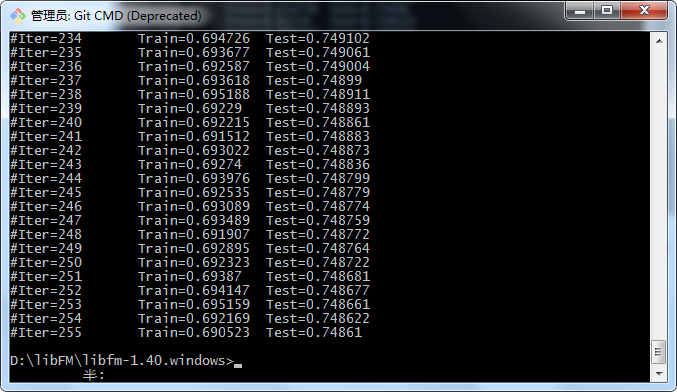 管理员: Git CMD (Deprecated)
#Iter=234 Train=0.694726 Test=0.749102
#Iter=235 Train=0.693677 Test=0.749061
#Iter=236 Train=0.692587 Test=0.749004
#Iter=237 Train=0.693618 Test=0.74899
#Iter=238 Train=0.695188 Test=0.748911
#Iter=239 Train=0.69229 Test=0.748893
#Iter=240 Train=0.692215 Test=0.748861
#Iter=241 Train=0.691512 Test=0.748883
#Iter=242 Train=0.693022 Test=0.748873
#Iter=243 Train=0.69274 Test=0.748836
#Iter=244 Train=0.693976 Test=0.748799
#Iter=245 Train=0.692535 Test=0.748779
#Iter=246 Train=0.693089 Test=0.748774
#Iter=247 Train=0.693489 Test=0.748759
#Iter=248 Train=0.691907 Test=0.748772
#Iter=249 Train=0.692895 Test=0.748764
#Iter=250 Train=0.692323 Test=0.748722
#Iter=251 Train=0.69387 Test=0.748681
#Iter=252 Train=0.694147 Test=0.748677
#Iter=253 Train=0.695159 Test=0.748661
#Iter=254 Train=0.692169 Test=0.748622
#Iter=255 Train=0.690523 Test=0.74861
D:\libFM\libfm-1.40.windows>
半: